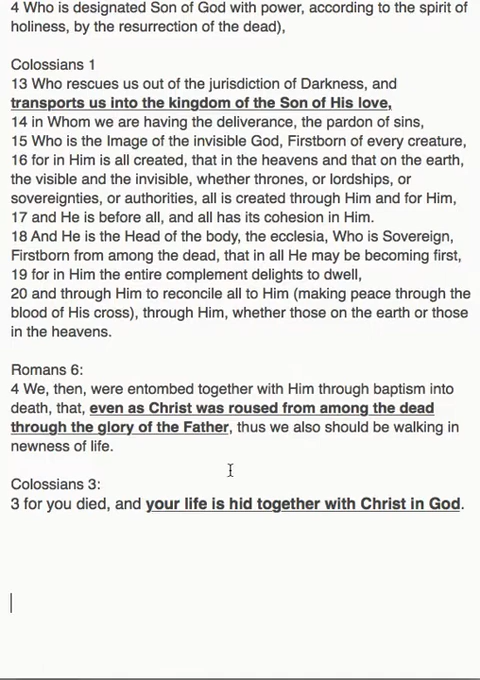 4 Who is designated Son of God with power, according to the spirit of
holiness, by the resurrection of the dead),
Colossians 1
13 Who rescues us out of the jurisdiction of Darkness, and
transports us into the kingdom of the Son of His love,
14 in Whom we are having the deliverance, the pardon of sins,
15 Who is the Image of the invisible God, Firstborn of every creature,
16 for in Him is all created, that in the heavens and that on the earth,
the visible and the invisible, whether thrones, or lordships, or
sovereignties, or authorities, all is created through Him and for Him,
17 and He is before all, and all has its cohesion in Him.
18 And He is the Head of the body, the ecclesia, Who is Sovereign,
Firstborn from among the dead, that in all He may be becoming first,
19 for in Him the entire complement delights to dwell,
20 and through Him to reconcile all to Him (making peace through the
blood of His cross), through Him, whether those on the earth or those
in the heavens.
Romans 6:
4 We, then, were entombed together with Him through baptism into
death, that, even as Christ was roused from among the dead
through the glory of the Father, thus we also should be walking in
newness of life.
Colossians 3:
3 for you died, and your life is hid together with Christ in God.